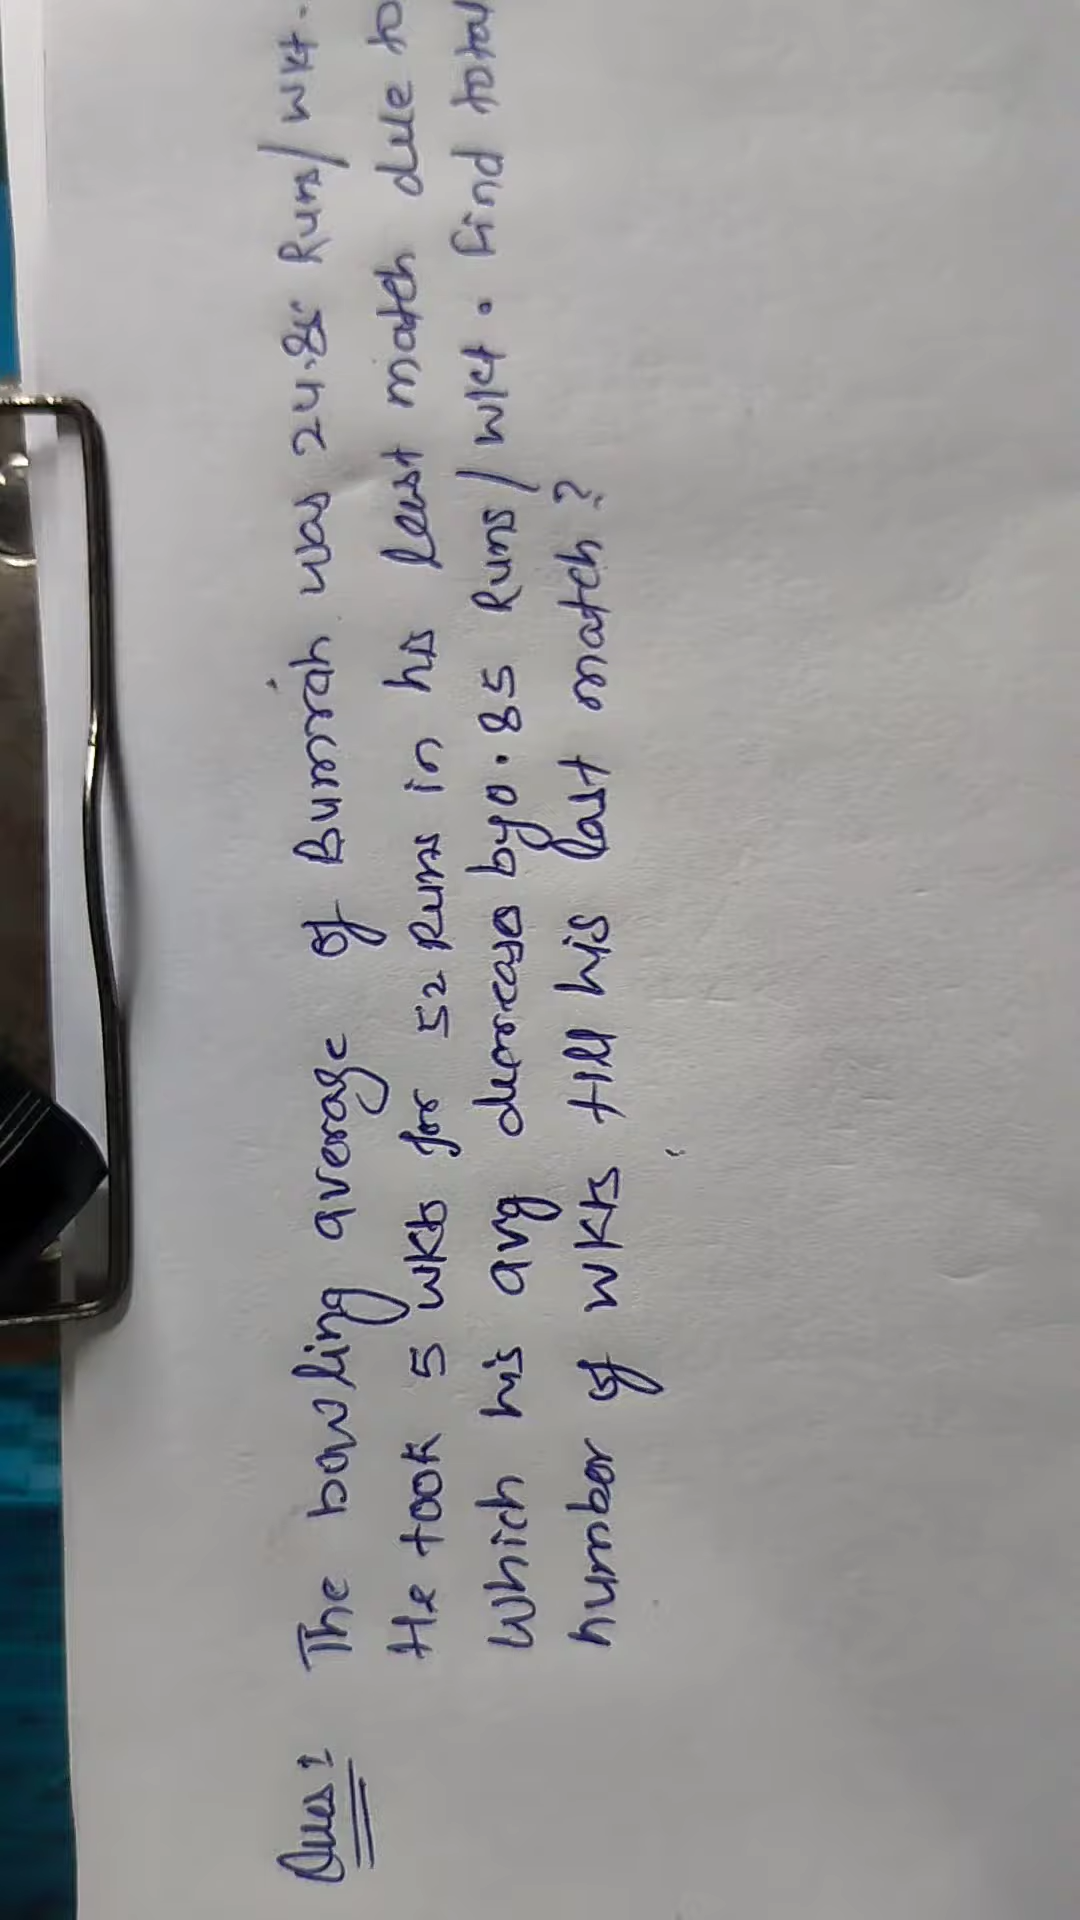 Ques 1 The bowling average of Bumrah was 24.85 Runs/wkt.
He took 5 wkts for 52 Runs in his last match due to
which his avg decreases by 0.85 Runs/wkt. Find total
number of wkts till his last match?